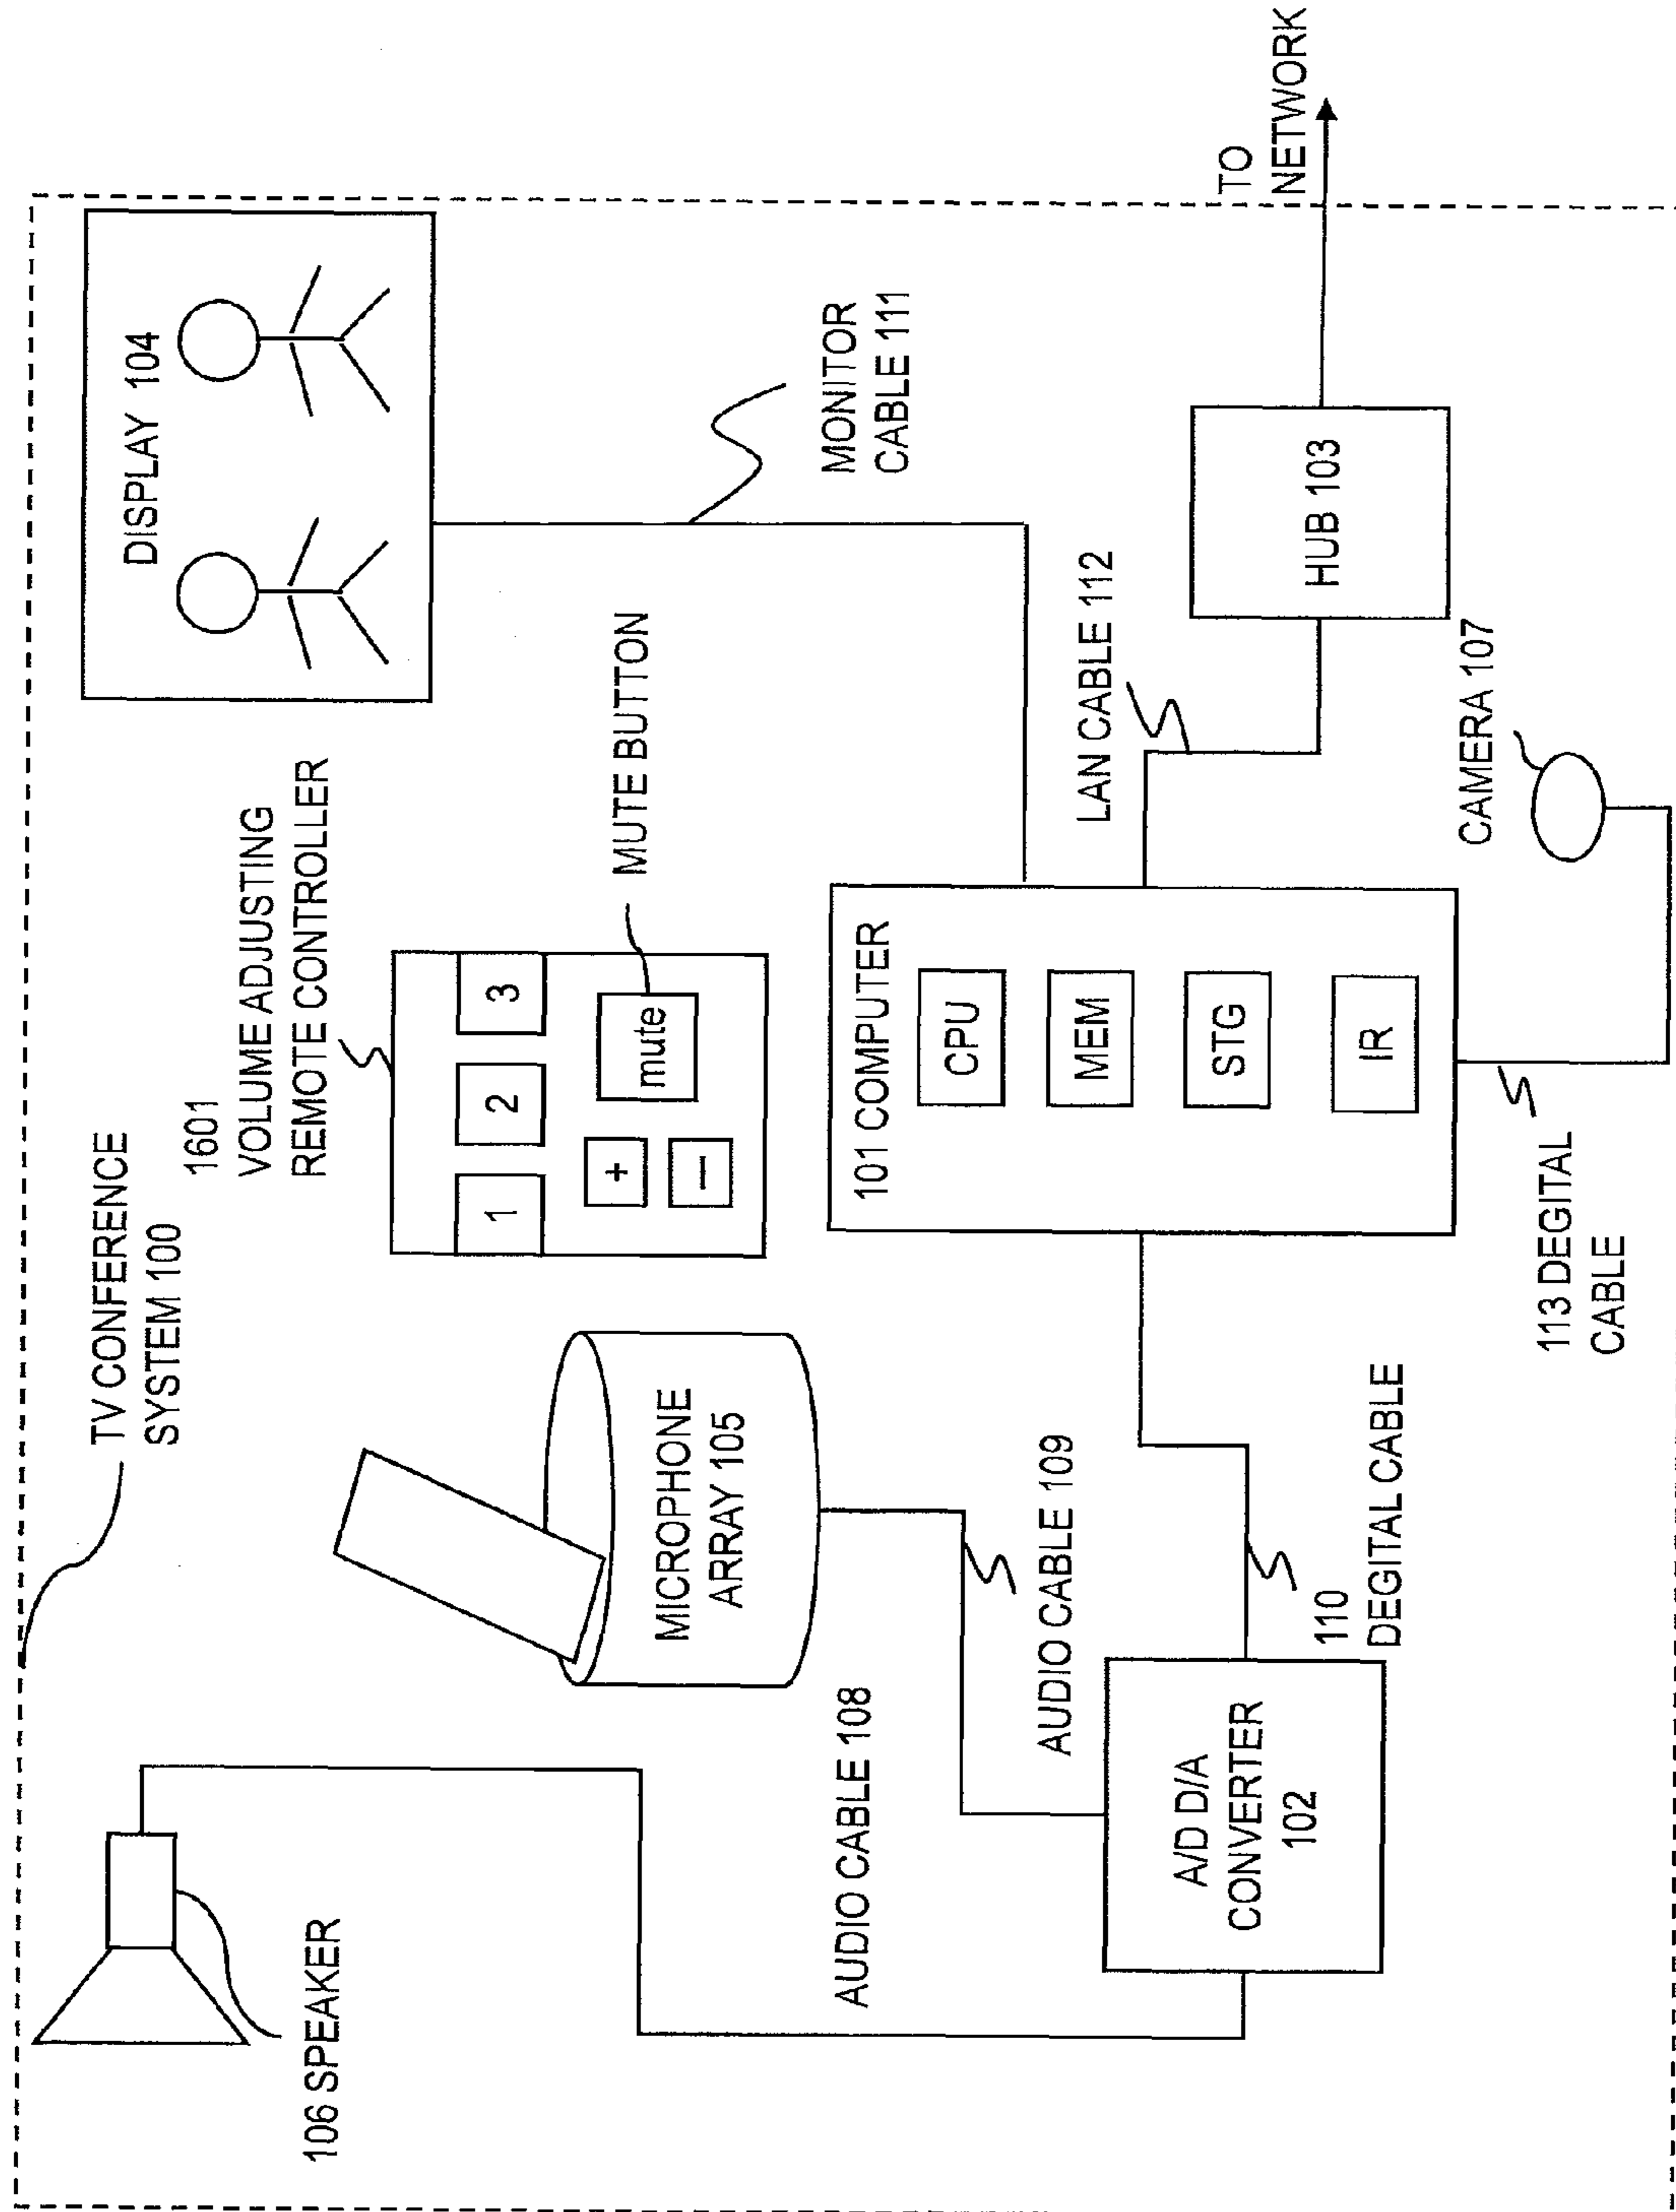 TV CONFERENCE
SYSTEM 100
106 SPEAKER
1601
VOLUME ADJUSTING
REMOTE CONTROLLER
1
2
3
+
−
mute
MUTE BUTTON
DISPLAY 104
MICROPHONE
ARRAY 105
MONITOR
CABLE 111
AUDIO CABLE 108
AUDIO CABLE 109
101 COMPUTER
CPU
MEM
STG
IR
LAN CABLE 112
HUB 103
TO
NETWORK
A/D D/A
CONVERTER
102
110
DEGITAL CABLE
113 DEGITAL
CABLE
CAMERA 107